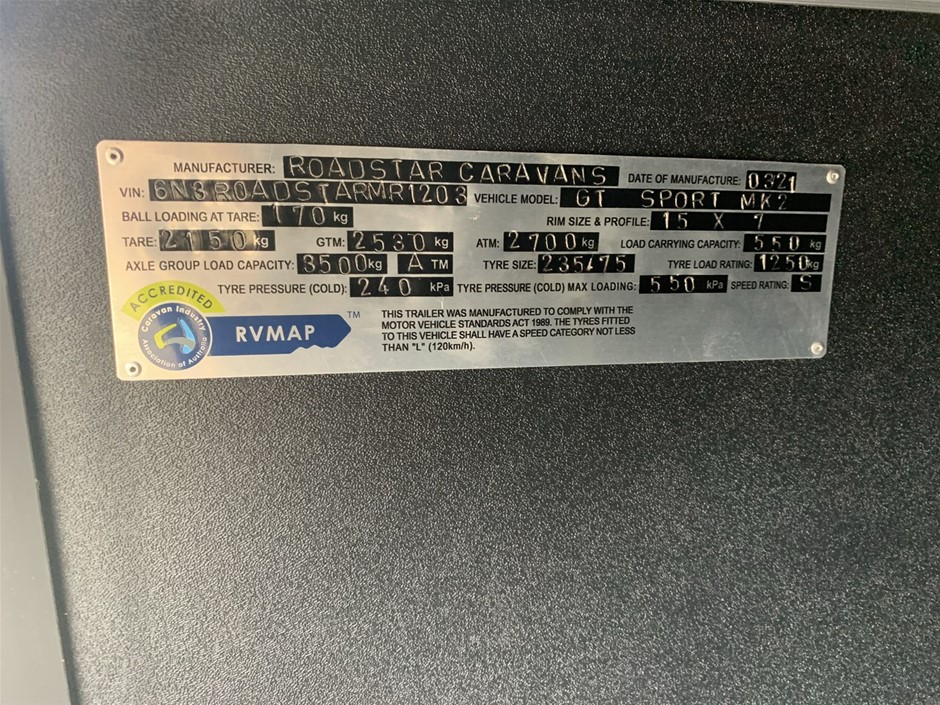 MANUFACTURER: ROADSTAR CARAVANS DATE OF MANUFACTURE: 0321
VIN: 6N3ROADSTARMR1203 VEHICLE MODEL: GT SPORT MK2
BALL LOADING AT TARE: 170 kg RIM SIZE & PROFILE: 15 X 7
TARE: 2150 kg GTM: 2530 kg ATM: 2700 kg LOAD CARRYING CAPACITY: 550 kg
AXLE GROUP LOAD CAPACITY: 3500 kg A TM TYRE SIZE: 235/75 TYRE LOAD RATING: 1250 kg
TYRE PRESSURE (COLD): 240 kPa TYRE PRESSURE (COLD) MAX LOADING: 550 kPa SPEED RATING: S
ACCREDITED
Caravan Industry
Association of Australia
RVMAP TM
THIS TRAILER WAS MANUFACTURED TO COMPLY WITH THE
MOTOR VEHICLE STANDARDS ACT 1989. THE TYRES FITTED
TO THIS VEHICLE SHALL HAVE A SPEED CATEGORY NOT LESS
THAN "L" (120km/h).